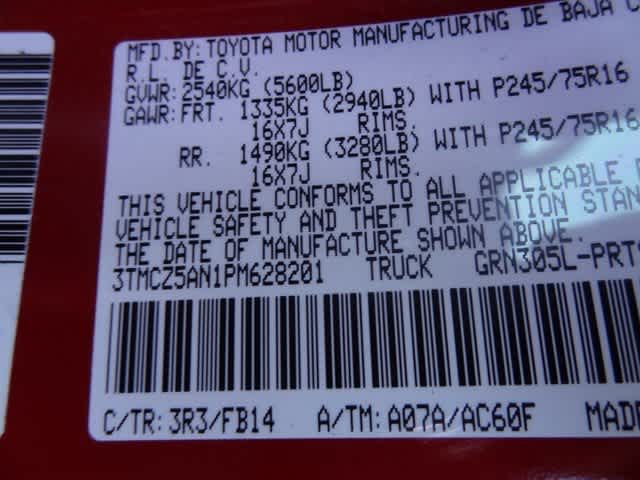 MFD. BY: TOYOTA MOTOR MANUFACTURING DE BAJA C
R.L. DE C.V.
GVWR: 2540KG (5600LB)
GAWR: FRT. 1335KG (2940LB) WITH P245/75R16
16X7J RIMS.
RR. 1490KG (3280LB) WITH P245/75R16
16X7J RIMS.
THIS VEHICLE CONFORMS TO ALL APPLICABLE
VEHICLE SAFETY AND THEFT PREVENTION STAN
THE DATE OF MANUFACTURE SHOWN ABOVE.
3TMCZ5AN1PM628201 TRUCK GRN305L-PRT
C/TR: 3R3/FB14 A/TM: A07A/AC60F MADE